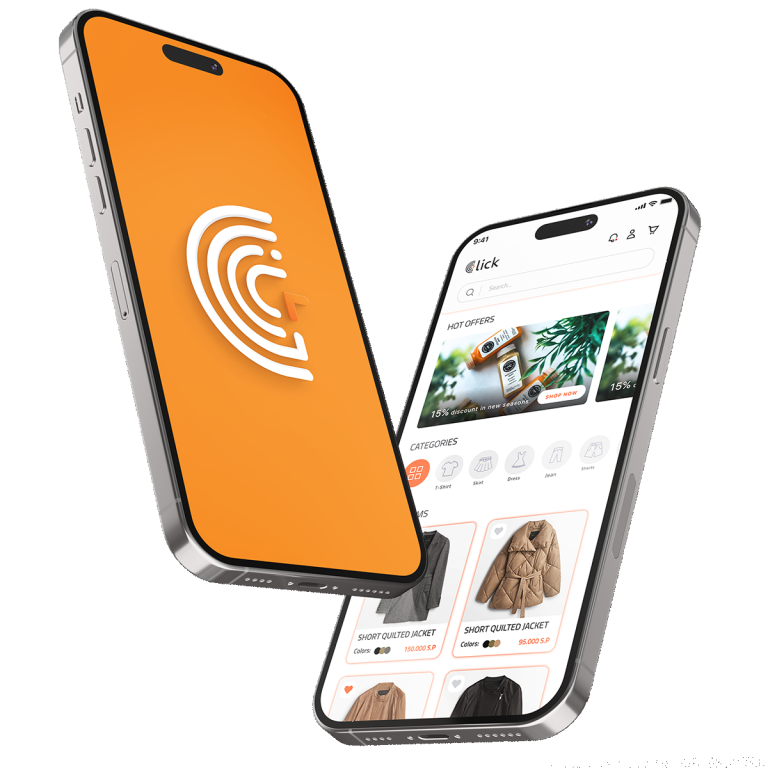 9:41
Click
Search...
HOT OFFERS
15% discount in new seasons
SHOP NOW
15%
CATEGORIES
T-Shirt
Skirt
Dress
Jean
Shorts
MS
SHORT QUILTED JACKET
Colors:
150.000 S.P
SHORT QUILTED JACKET
Colors:
95.000 S.P